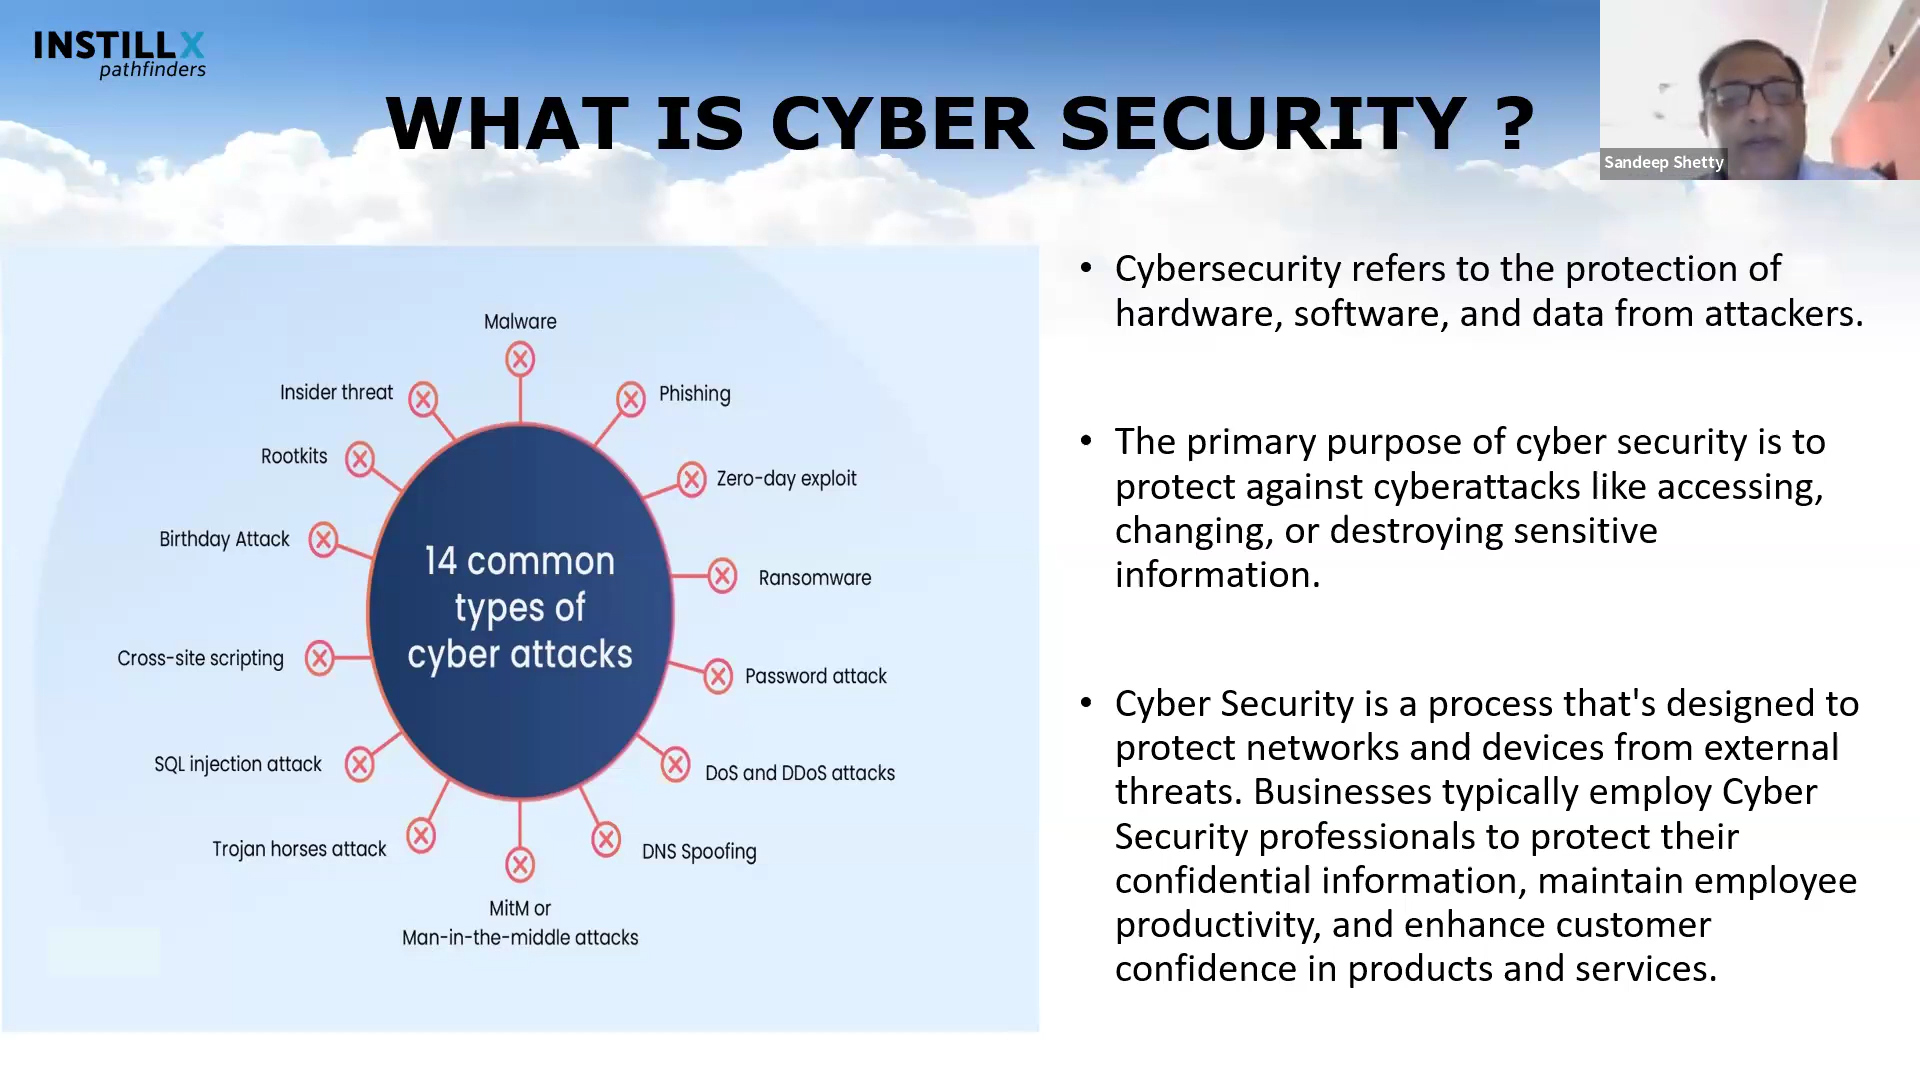 INSTILLX
pathfinders
WHAT IS CYBER SECURITY ?
Sandeep Shetty
Malware
Insider threat
Phishing
Rootkits
Zero-day exploit
Birthday Attack
Ransomware
14 common
types of
cyber attacks
Cross-site scripting
Password attack
SQL injection attack
DoS and DDoS attacks
Trojan horses attack
DNS Spoofing
MitM or
Man-in-the-middle attacks
• Cybersecurity refers to the protection of
hardware, software, and data from attackers.
• The primary purpose of cyber security is to
protect against cyberattacks like accessing,
changing, or destroying sensitive
information.
• Cyber Security is a process that's designed to
protect networks and devices from external
threats. Businesses typically employ Cyber
Security professionals to protect their
confidential information, maintain employee
productivity, and enhance customer
confidence in products and services.